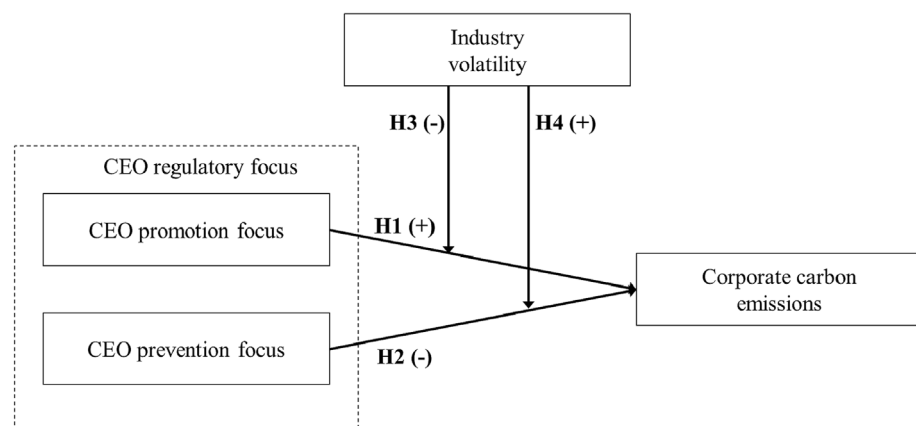 Industry
volatility
H3 (-)
H4 (+)
CEO regulatory focus
CEO promotion focus
H1 (+)
Corporate carbon
emissions
CEO prevention focus
H2 (-)